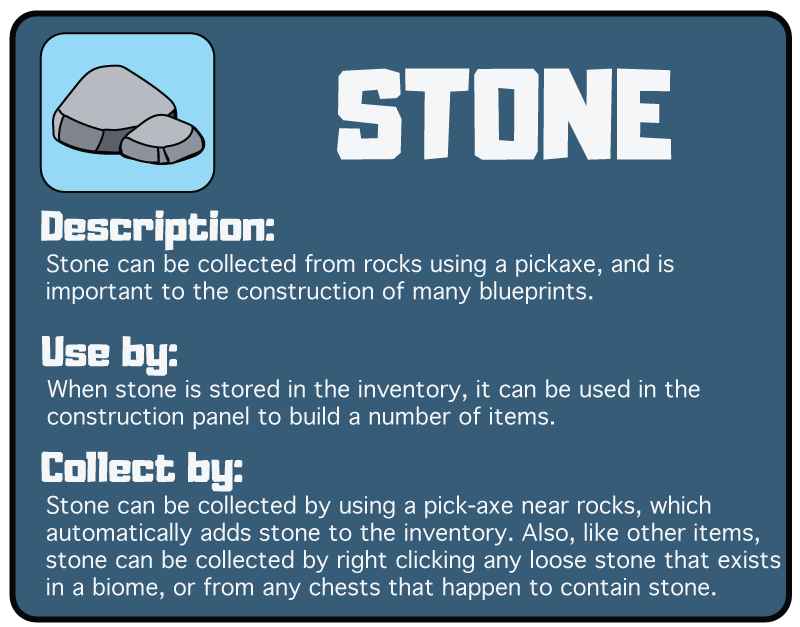 STONE
Description:
Stone can be collected from rocks using a pickaxe, and is
important to the construction of many blueprints.
Use by:
When stone is stored in the inventory, it can be used in the
construction panel to build a number of items.
Collect by:
Stone can be collected by using a pick-axe near rocks, which
automatically adds stone to the inventory. Also, like other items,
stone can be collected by right clicking any loose stone that exists
in a biome, or from any chests that happen to contain stone.